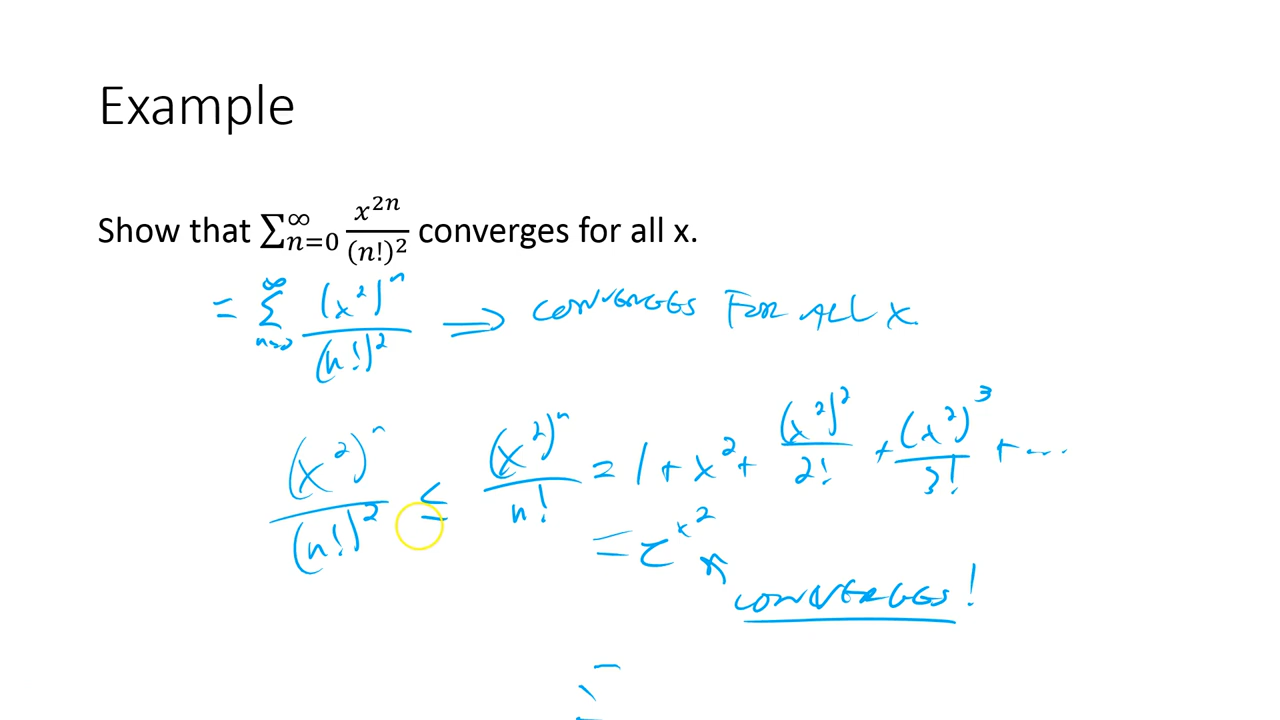 Example
Show that ∑_{n=0}^{∞} x^{2n}/(n!)^2 converges for all x.
= ∑_{n=0}^{∞} (x^2)^n/(n!)^2 ⇒ CONVERGES FOR ALL X.
(x^2)^n/(n!)^2 ≤ (x^2)^n/n! = 1 + x^2 + (x^2)^2/2! + (x^2)^3/3! + ...
= e^{x^2}
CONVERGES!